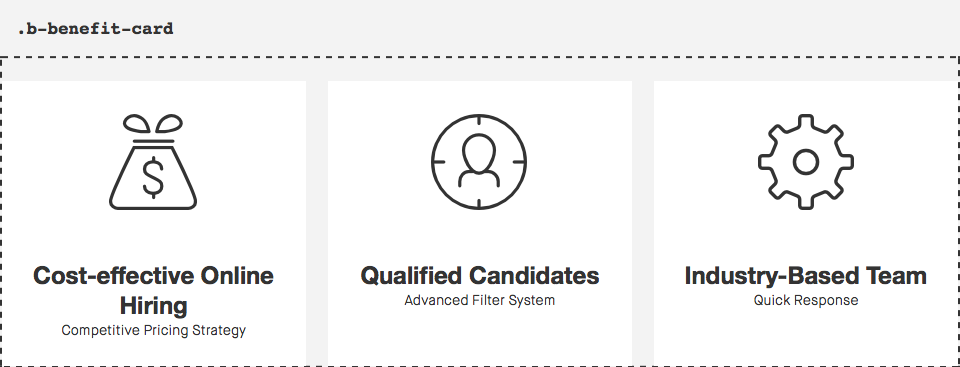 .b-benefit-card
$
Cost-effective Online
Hiring
Competitive Pricing Strategy
Qualified Candidates
Advanced Filter System
Industry-Based Team
Quick Response